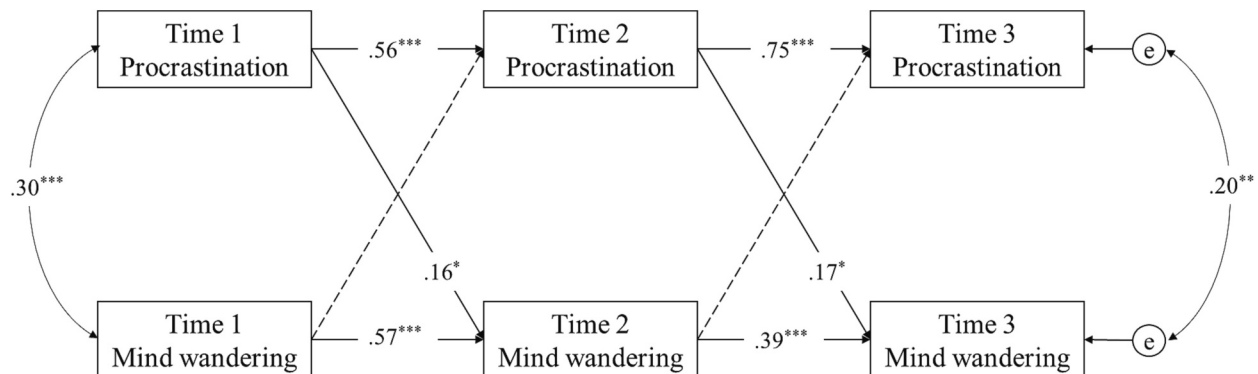 Time 1
Procrastination
.56***
Time 2
Procrastination
.75***
Time 3
Procrastination
e
.30***
.20**
.16*
.17*
Time 1
Mind wandering
.57***
Time 2
Mind wandering
.39***
Time 3
Mind wandering
e